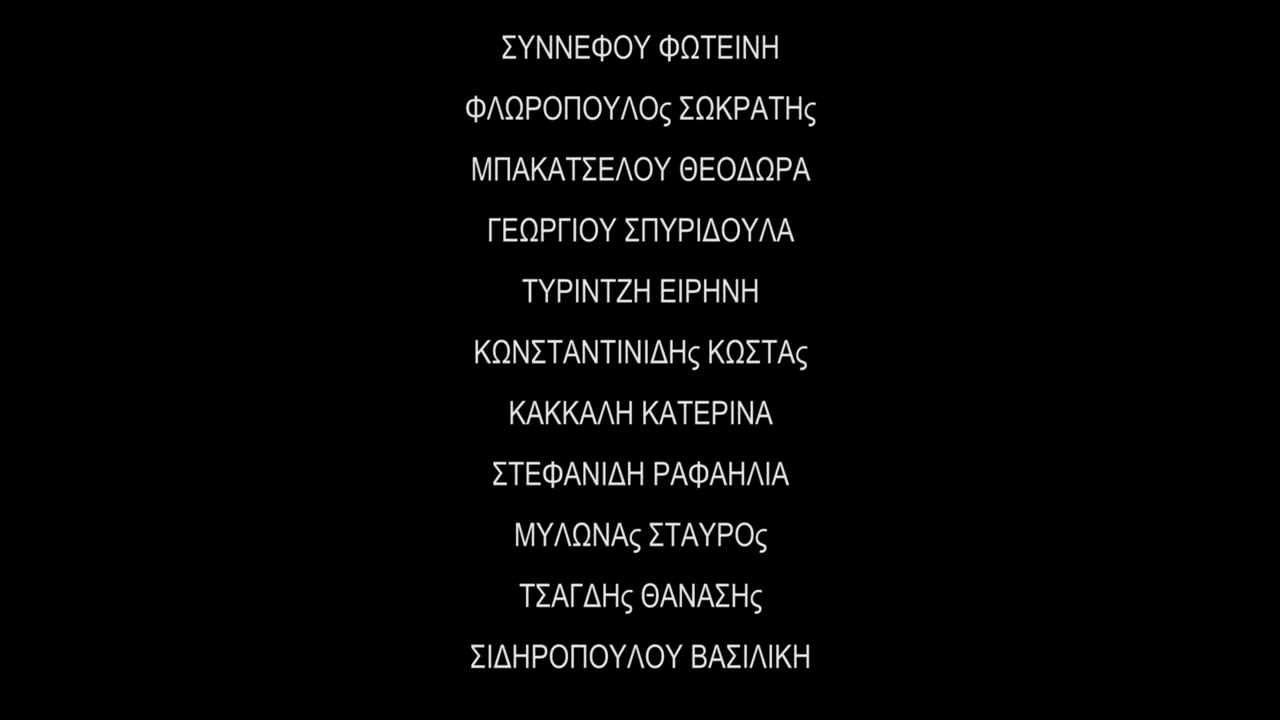 ΣΥΝΝΕΦΟΥ ΦΩΤΕΙΝΗ
ΦΛΩΡΟΠΟΥΛΟς ΣΩΚΡΑΤΗς
ΜΠΑΚΑΤΣΕΛΟΥ ΘΕΟΔΩΡΑ
ΓΕΩΡΓΙΟΥ ΣΠΥΡΙΔΟΥΛΑ
ΤΥΡΙΝΤΖΗ ΕΙΡΗΝΗ
ΚΩΝΣΤΑΝΤΙΝΙΔΗς ΚΩΣΤΑς
ΚΑΚΚΑΛΗ ΚΑΤΕΡΙΝΑ
ΣΤΕΦΑΝΙΔΗ ΡΑΦΑΗΛΙΑ
ΜΥΛΩΝΑς ΣΤΑΥΡΟς
ΤΣΑΓΔΗς ΘΑΝΑΣΗς
ΣΙΔΗΡΟΠΟΥΛΟΥ ΒΑΣΙΛΙΚΗ